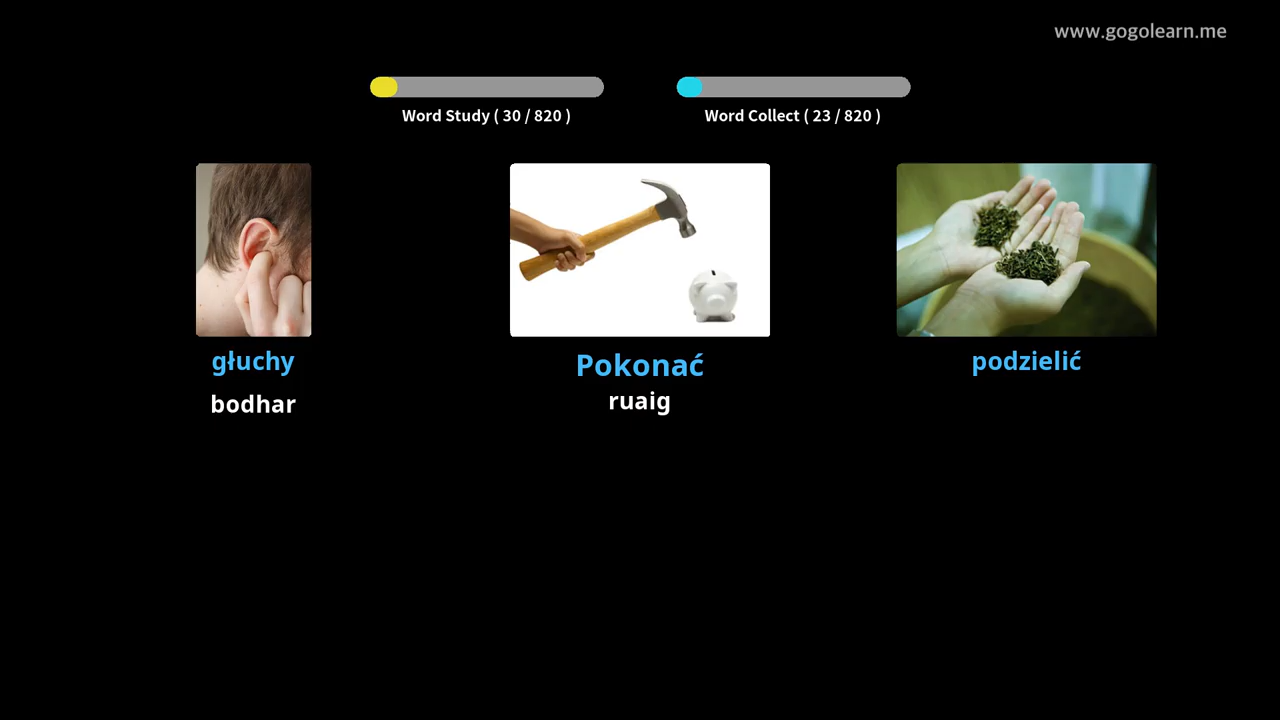 www.gogolearn.me
Word Study ( 30 / 820 )
Word Collect ( 23 / 820 )
głuchy
bodhar
Pokonać
ruaig
podzielić